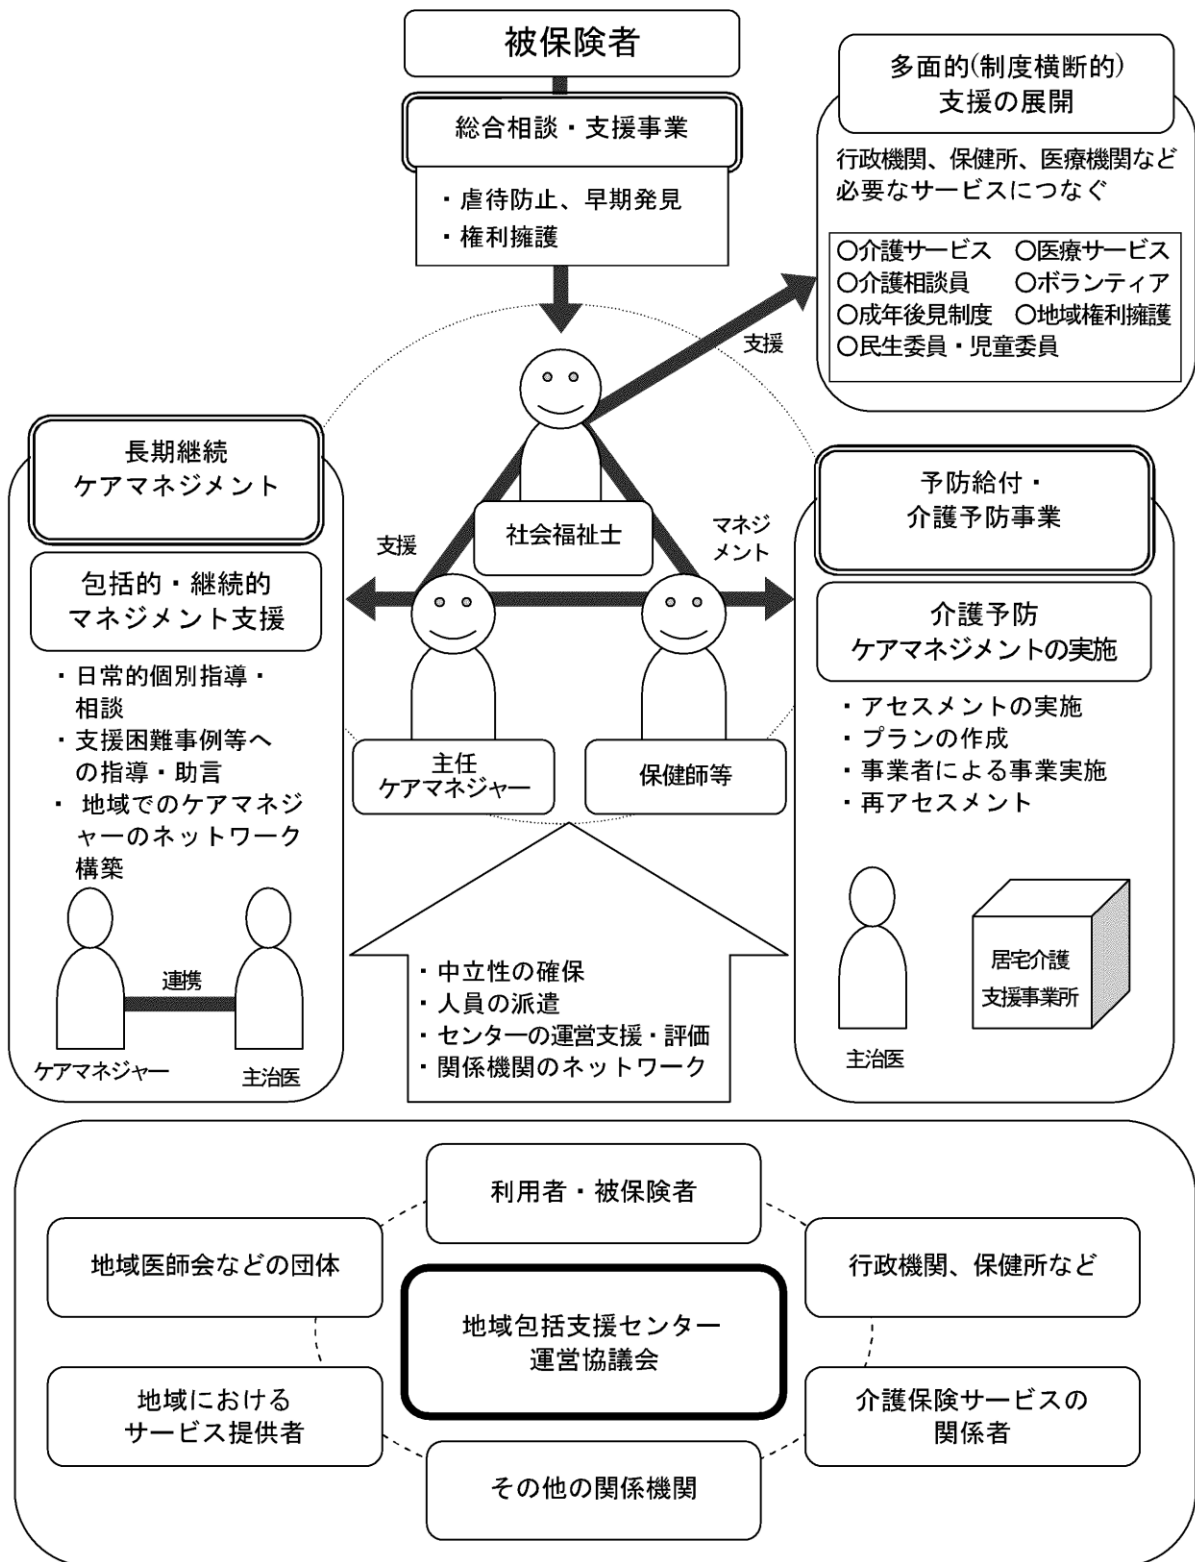 被保険者
総合相談・支援事業
・虐待防止、早期発見
・権利擁護
多面的(制度横断的)
支援の展開
行政機関、保健所、医療機関など
必要なサービスにつなぐ
○介護サービス ○医療サービス
○介護相談員 ○ボランティア
○成年後見制度 ○地域権利擁護
○民生委員・児童委員
支援
長期継続
ケアマネジメント
包括的・継続的
マネジメント支援
・日常的個別指導・
相談
・支援困難事例等へ
の指導・助言
・ 地域でのケアマネジ
ャーのネットワーク
構築
連携
ケアマネジャー
主治医
支援
社会福祉士
マネジ
メント
主任
ケアマネジャー
保健師等
予防給付・
介護予防事業
介護予防
ケアマネジメントの実施
・アセスメントの実施
・プランの作成
・事業者による事業実施
・再アセスメント
主治医
居宅介護
支援事業所
・中立性の確保
・人員の派遣
・センターの運営支援・評価
・関係機関のネットワーク
利用者・被保険者
地域医師会などの団体
行政機関、保健所など
地域包括支援センター
運営協議会
地域における
サービス提供者
介護保険サービスの
関係者
その他の関係機関